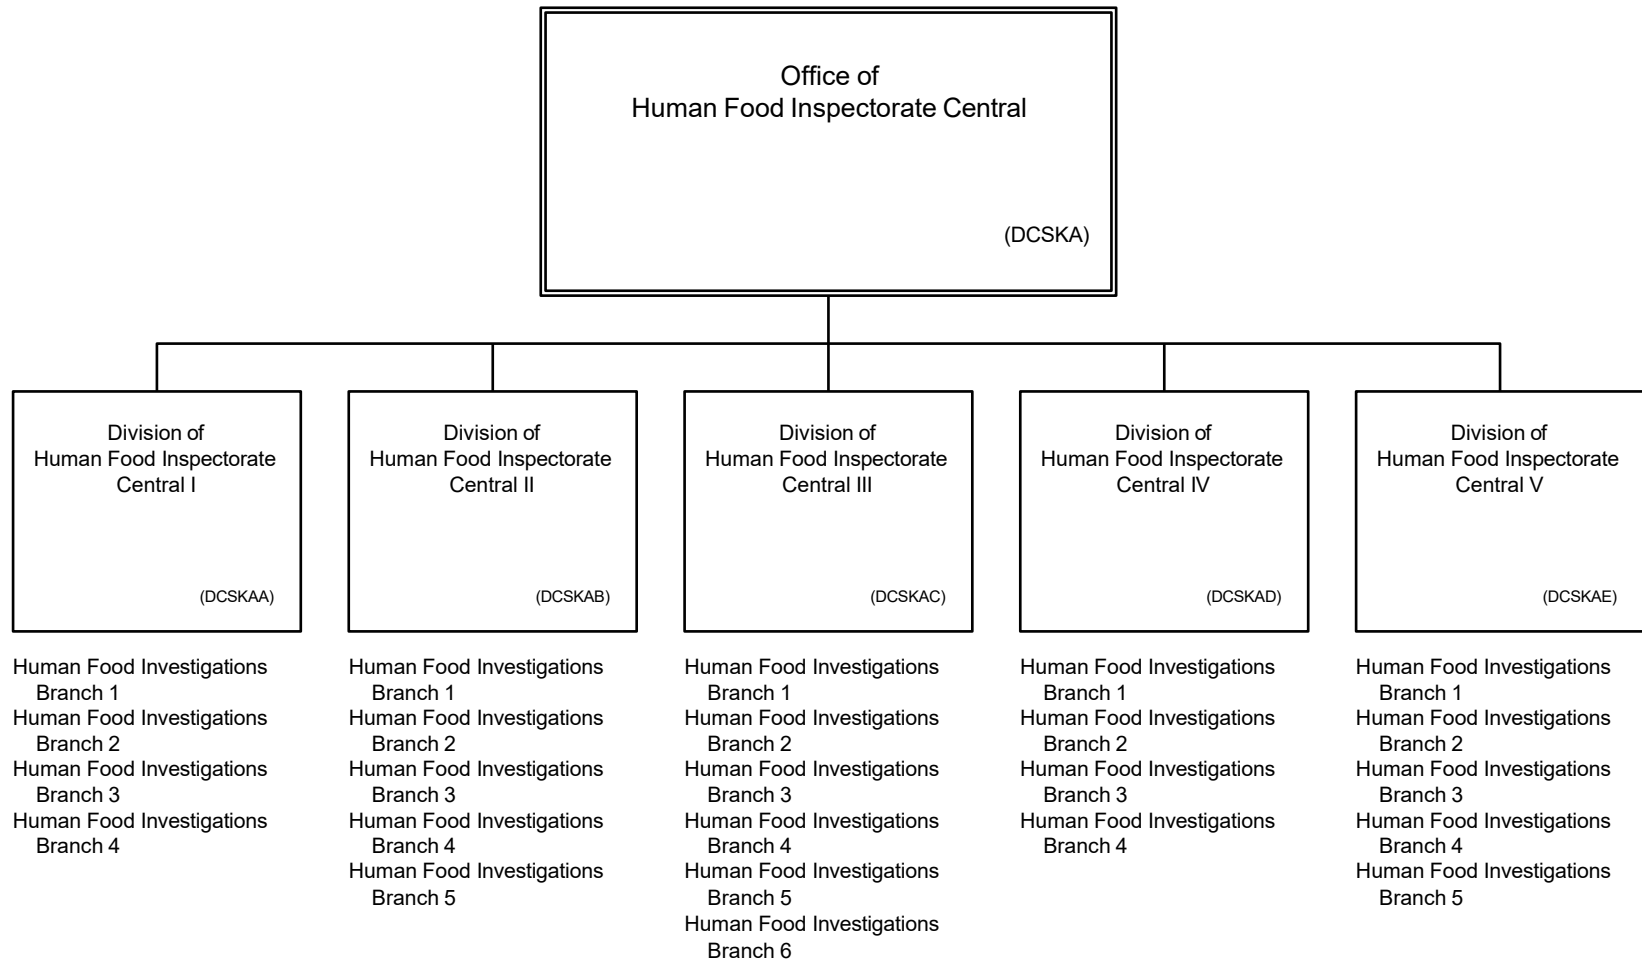 Office of
Human Food Inspectorate Central
(DCSKA)
Division of
Human Food Inspectorate
Central I
(DCSKAA)
Human Food Investigations
Branch 1
Human Food Investigations
Branch 2
Human Food Investigations
Branch 3
Human Food Investigations
Branch 4
Division of
Human Food Inspectorate
Central II
(DCSKAB)
Human Food Investigations
Branch 1
Human Food Investigations
Branch 2
Human Food Investigations
Branch 3
Human Food Investigations
Branch 4
Human Food Investigations
Branch 5
Division of
Human Food Inspectorate
Central III
(DCSKAC)
Human Food Investigations
Branch 1
Human Food Investigations
Branch 2
Human Food Investigations
Branch 3
Human Food Investigations
Branch 4
Human Food Investigations
Branch 5
Human Food Investigations
Branch 6
Division of
Human Food Inspectorate
Central IV
(DCSKAD)
Human Food Investigations
Branch 1
Human Food Investigations
Branch 2
Human Food Investigations
Branch 3
Human Food Investigations
Branch 4
Division of
Human Food Inspectorate
Central V
(DCSKAE)
Human Food Investigations
Branch 1
Human Food Investigations
Branch 2
Human Food Investigations
Branch 3
Human Food Investigations
Branch 4
Human Food Investigations
Branch 5